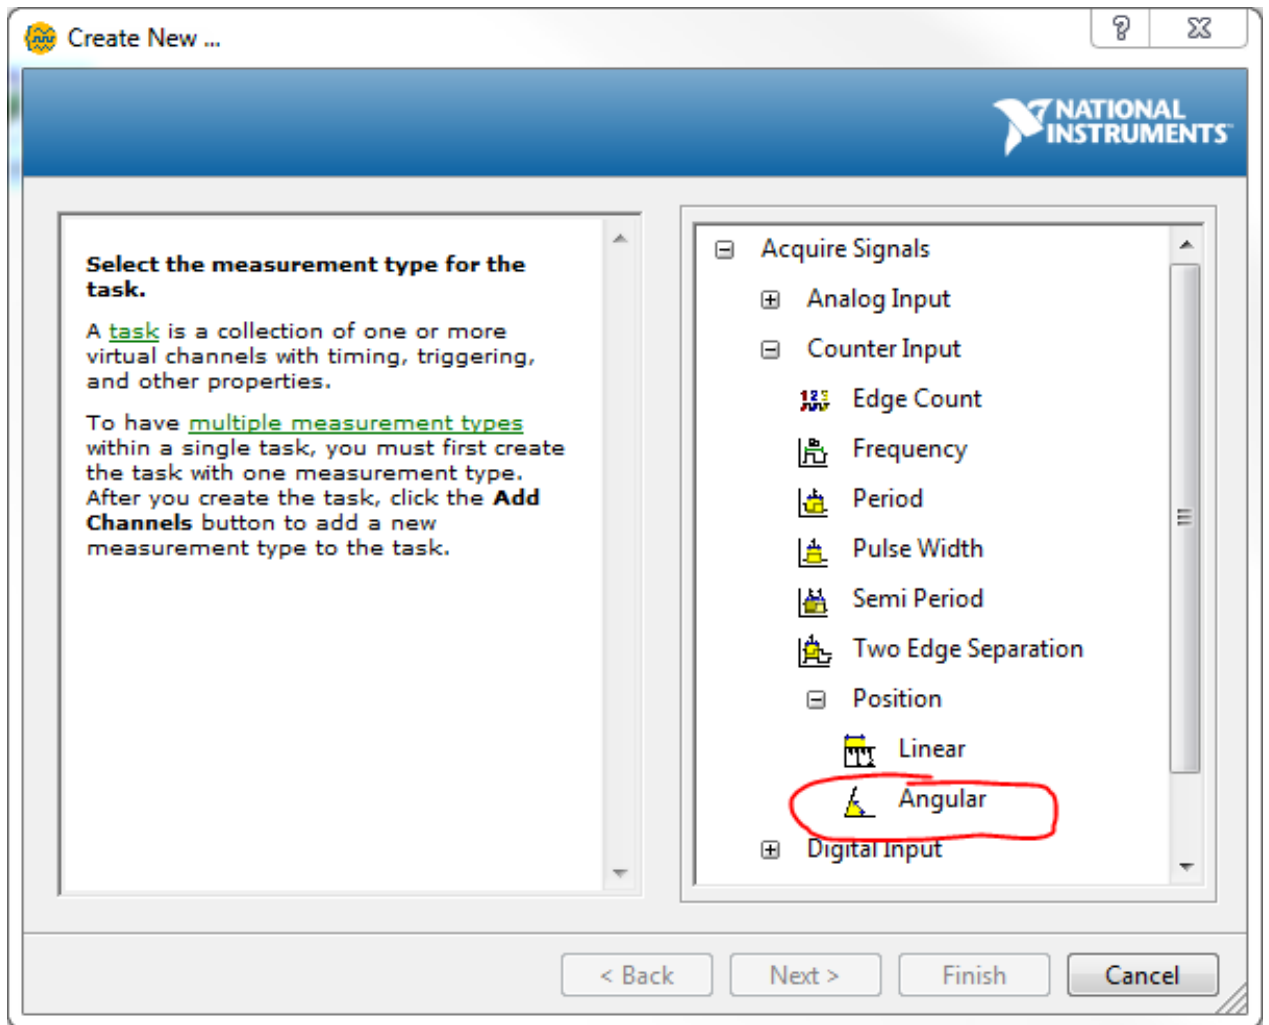 Create New ...
NATIONAL
INSTRUMENTS
Select the measurement type for the
task.
A task is a collection of one or more
virtual channels with timing, triggering,
and other properties.
To have multiple measurement types
within a single task, you must first create
the task with one measurement type.
After you create the task, click the Add
Channels button to add a new
measurement type to the task.
Acquire Signals
Analog Input
Counter Input
Edge Count
Frequency
Period
Pulse Width
Semi Period
Two Edge Separation
Position
Linear
Angular
Digital Input
< Back
Next >
Finish
Cancel